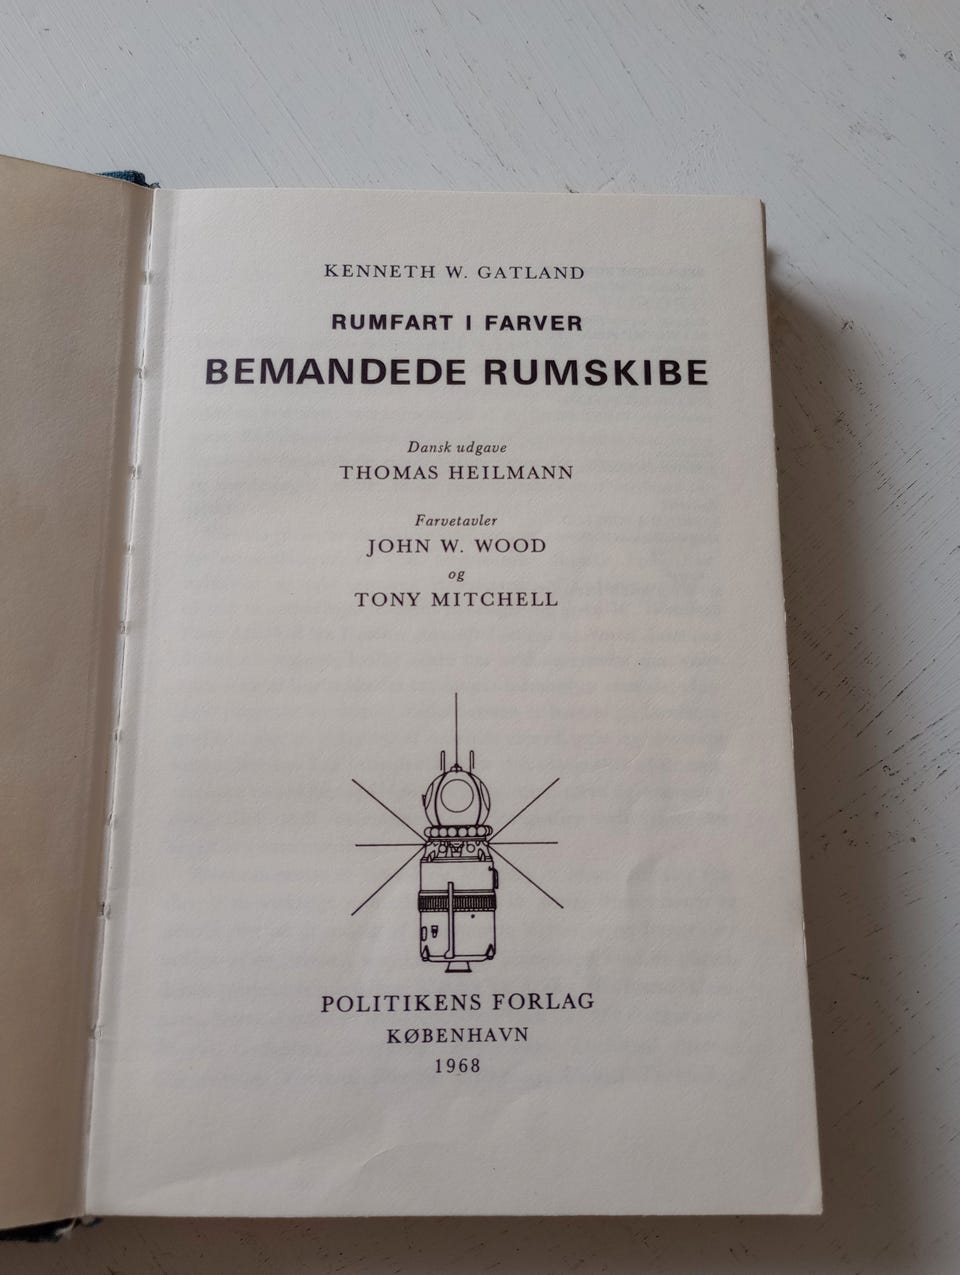 KENNETH W. GATLAND
RUMFART I FARVER
BEMANDEDE RUMSKIBE
Dansk udgave
THOMAS HEILMANN
Farvetavler
JOHN W. WOOD
og
TONY MITCHELL
POLITIKENS FORLAG
KØBENHAVN
1968